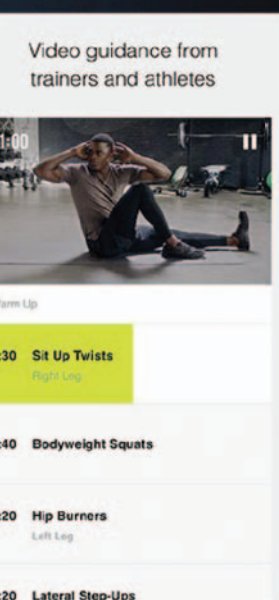 Video guidance from
trainers and athletes
1:00
arm Up
:30 Sit Up Twists
Right Leg
:40 Bodyweight Squats
:20 Hip Burners
Left Leg
:20 Lateral Step-Ups